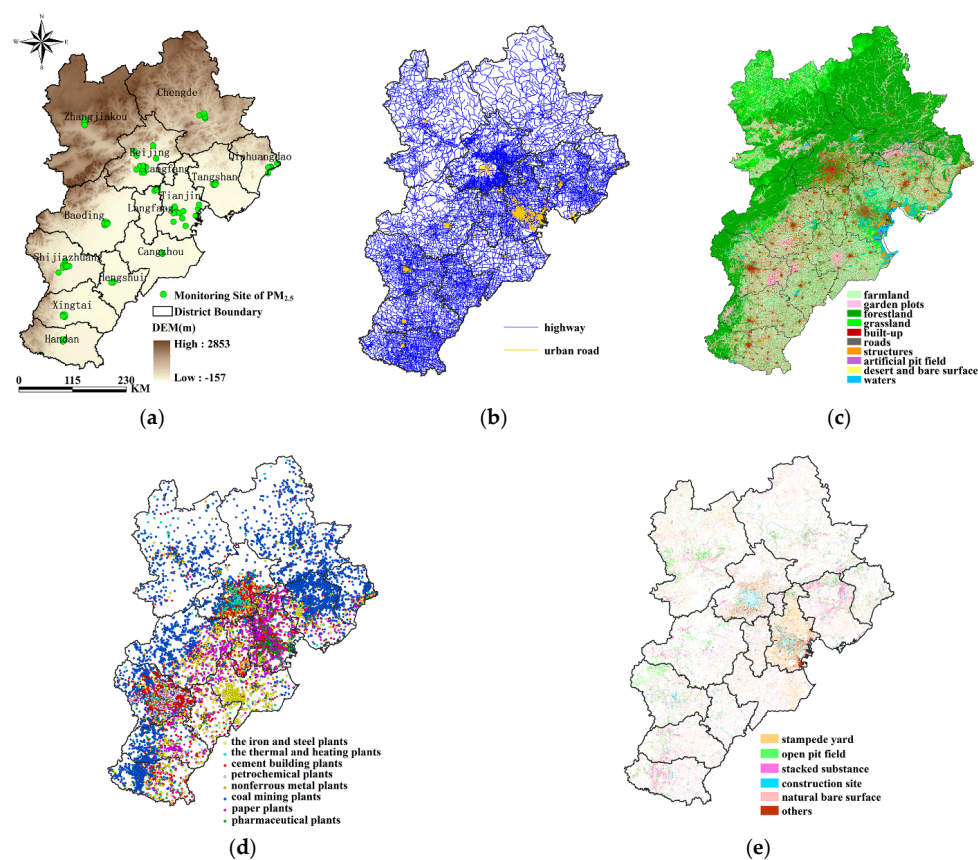 N
W
E
S
Chengde
Zhangjiakou
Beijing
Qinhuangdao
Langfang
Tangshan
Tianjin
Langfang
Baoding
Cangzhou
Shijiazhuang
Hengshui
Xingtai
Handan
Monitoring Site of PM2.5
District Boundary
DEM(m)
High : 2853
Low : -157
0 115 230
KM
(a)
highway
urban road
(b)
farmland
garden plots
forestland
grassland
built-up
roads
structures
artificial pit field
desert and bare surface
waters
(c)
the iron and steel plants
the thermal and heating plants
cement building plants
petrochemical plants
nonferrous metal plants
coal mining plants
paper plants
pharmaceutical plants
(d)
stampede yard
open pit field
stacked substance
construction site
natural bare surface
others
(e)